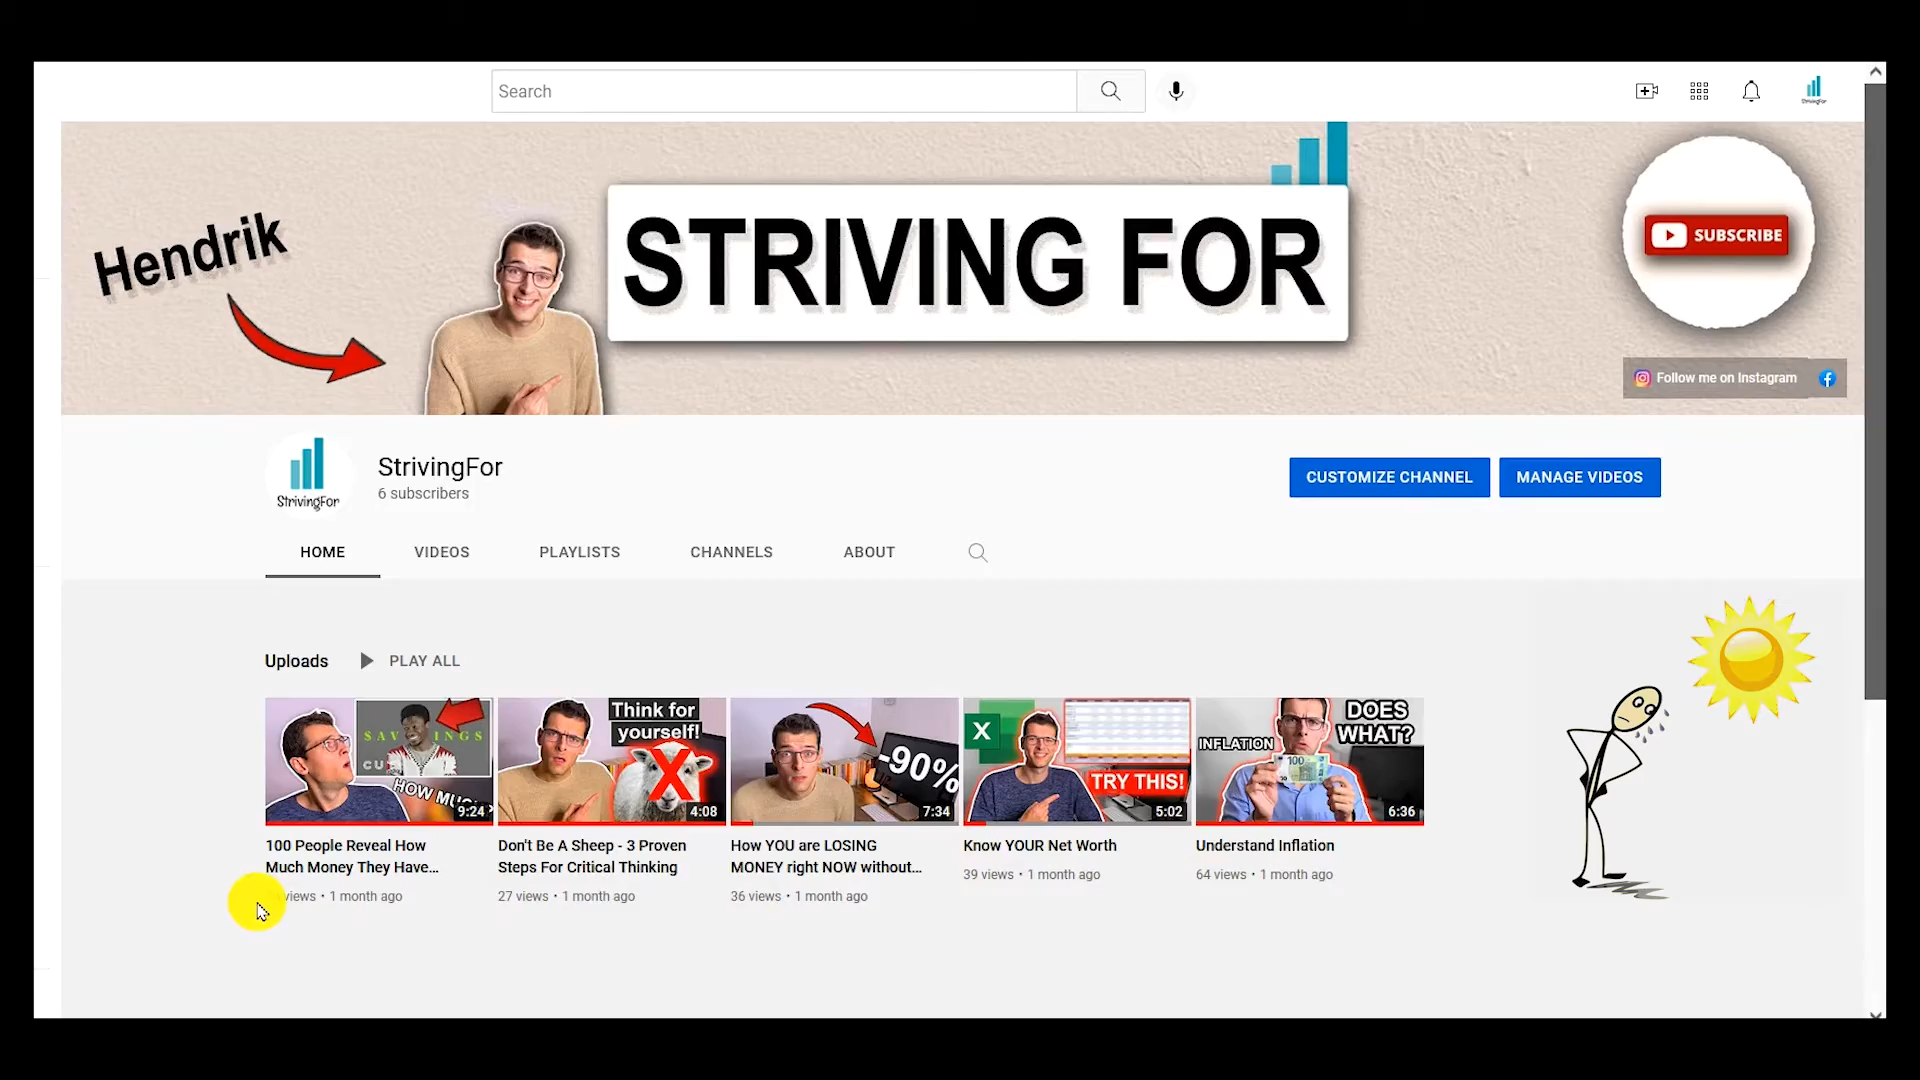 Search
StrivingFor
Hendrik
STRIVING FOR
SUBSCRIBE
Follow me on Instagram
StrivingFor
StrivingFor
6 subscribers
CUSTOMIZE CHANNEL
MANAGE VIDEOS
HOME VIDEOS PLAYLISTS CHANNELS ABOUT
Uploads PLAY ALL
SAVINGS
HOW
9:24
Think for
yourself!
X
4:08
-90%
7:34
X
TRY THIS!
5:02
INFLATION
DOES
WHAT?
100
6:36
100 People Reveal How
Much Money They Have...
views • 1 month ago
Don't Be A Sheep - 3 Proven
Steps For Critical Thinking
27 views • 1 month ago
How YOU are LOSING
MONEY right NOW without...
36 views • 1 month ago
Know YOUR Net Worth
39 views • 1 month ago
Understand Inflation
64 views • 1 month ago